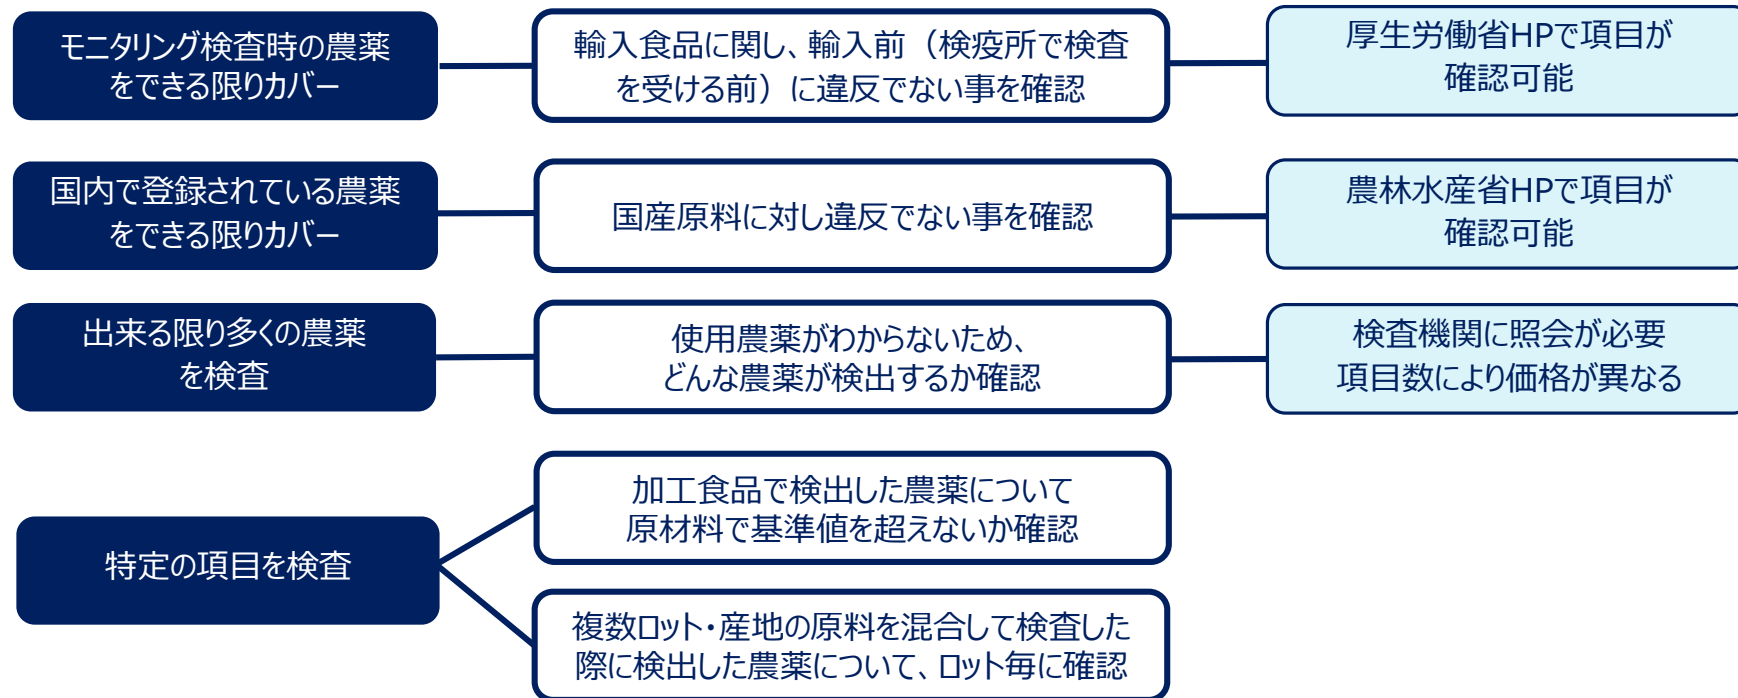 モニタリング検査時の農薬
をできる限りカバー
輸入食品に関し、輸入前（検疫所で検査
を受ける前）に違反でない事を確認
厚生労働省HPで項目が
確認可能
国内で登録されている農薬
をできる限りカバー
国産原料に対し違反でない事を確認
農林水産省HPで項目が
確認可能
出来る限り多くの農薬
を検査
使用農薬がわからないため、
どんな農薬が検出するか確認
検査機関に照会が必要
項目数により価格が異なる
特定の項目を検査
加工食品で検出した農薬について
原材料で基準値を超えないか確認
複数ロット・産地の原料を混合して検査した
際に検出した農薬について、ロット毎に確認